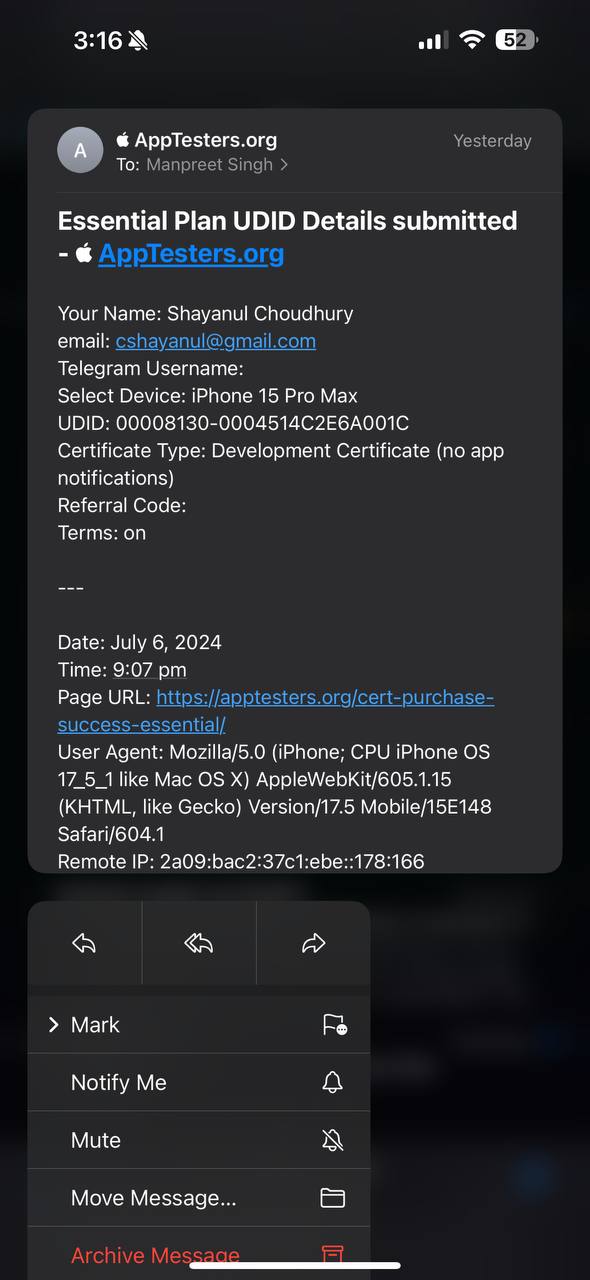 3:16
52
A
AppTesters.org
Yesterday
To: Manpreet Singh
Essential Plan UDID Details submitted
- AppTesters.org
Your Name: Shayanul Choudhury
email: cshayanul@gmail.com
Telegram Username:
Select Device: iPhone 15 Pro Max
UDID: 00008130-0004514C2E6A001C
Certificate Type: Development Certificate (no app
notifications)
Referral Code:
Terms: on
---
Date: July 6, 2024
Time: 9:07 pm
Page URL: https://apptesters.org/cert-purchase-
success-essential/
User Agent: Mozilla/5.0 (iPhone; CPU iPhone OS
17_5_1 like Mac OS X) AppleWebKit/605.1.15
(KHTML, like Gecko) Version/17.5 Mobile/15E148
Safari/604.1
Remote IP: 2a09:bac2:37c1:ebe::178:166
Mark
Notify Me
Mute
Move Message...
Archive Message